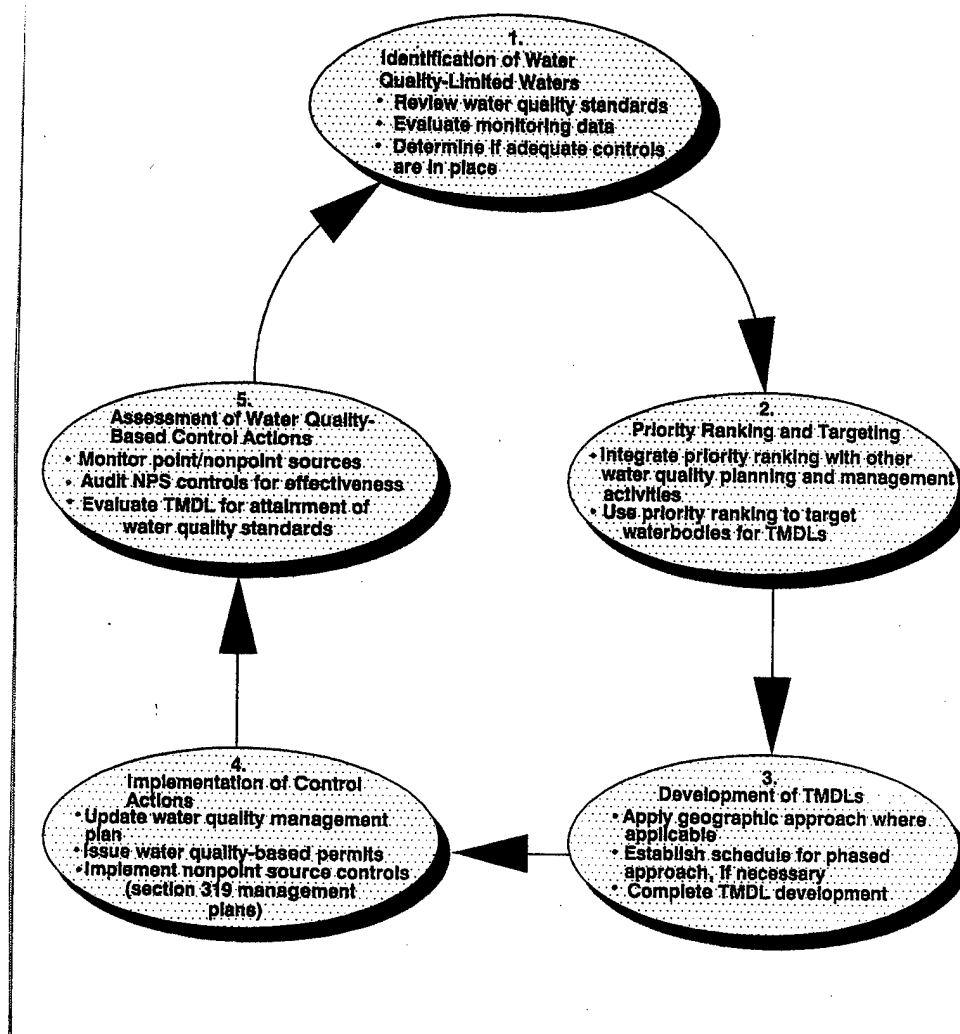 1.
Identification of Water
Quality-Limited Waters
• Review water quality standards
• Evaluate monitoring data
• Determine if adequate controls
are in place
2.
Priority Ranking and Targeting
• Integrate priority ranking with other
water quality planning and management
activities
• Use priority ranking to target
waterbodies for TMDLs
3.
Development of TMDLs
• Apply geographic approach where
applicable
• Establish schedule for phased
approach, if necessary
• Complete TMDL development
4.
Implementation of Control
Actions
• Update water quality management
plan
• Issue water quality-based permits
• Implement nonpoint source controls
(section 319 management
plans)
5.
Assessment of Water Quality-
Based Control Actions
• Monitor point/nonpoint sources
• Audit NPS controls for effectiveness
• Evaluate TMDL for attainment of
water quality standards